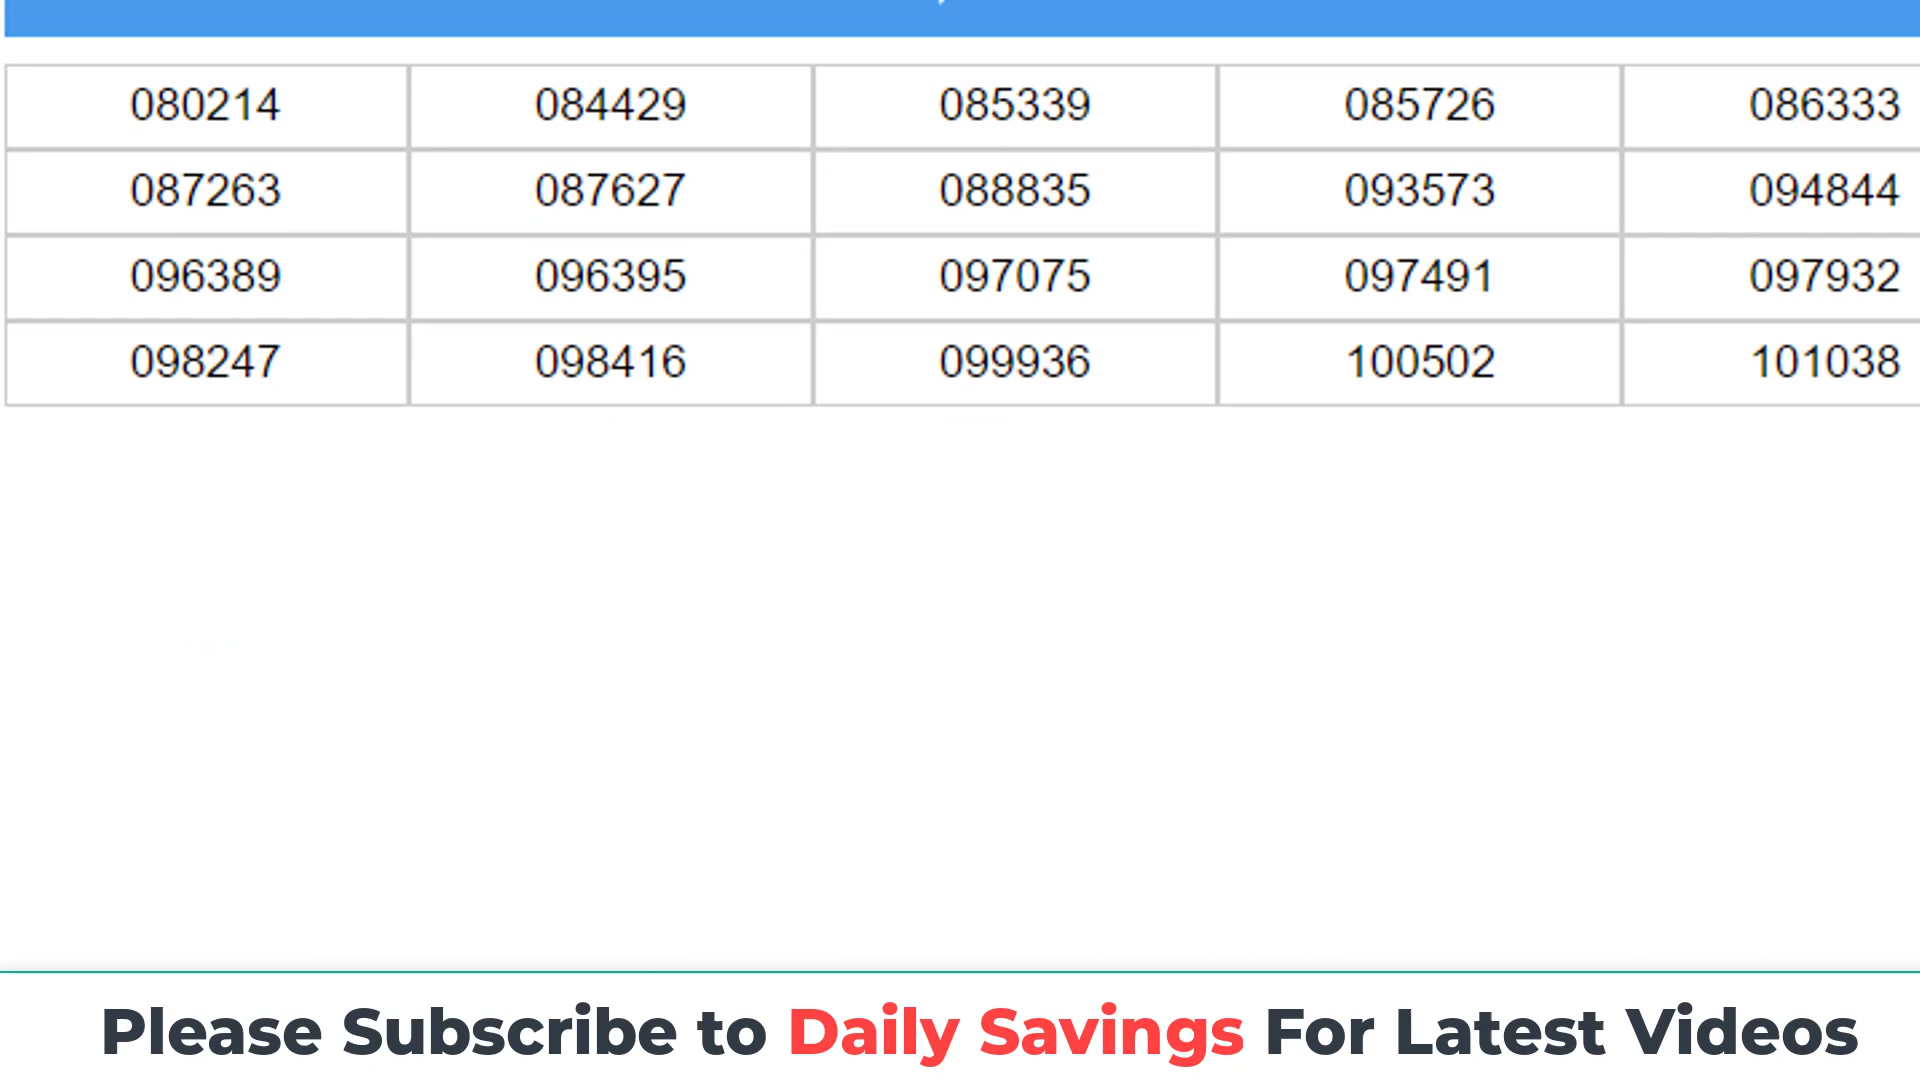 080214 084429 085339 085726 086333
087263 087627 088835 093573 094844
096389 096395 097075 097491 097932
098247 098416 099936 100502 101038
Please Subscribe to Daily Savings For Latest Videos